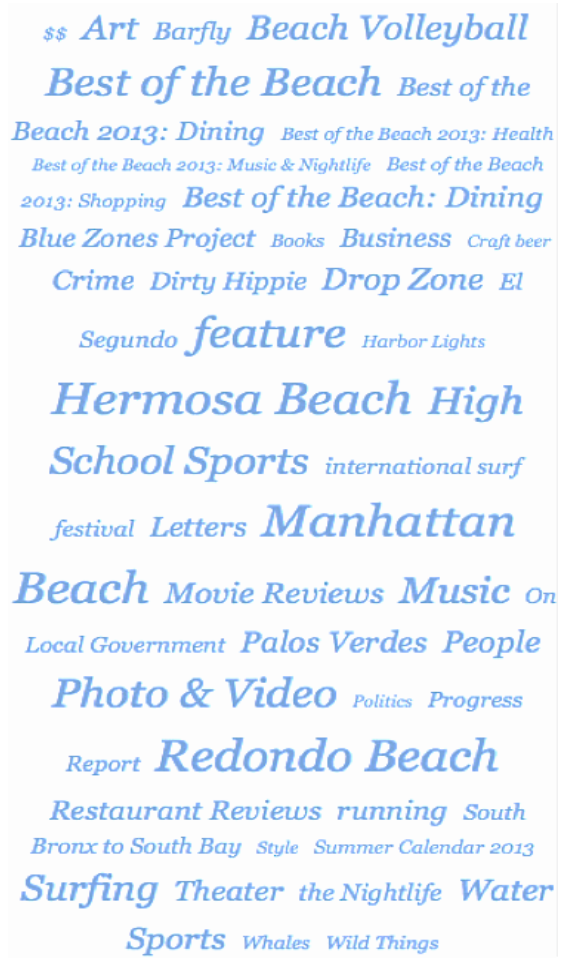 $$ Art Barfly Beach Volleyball
Best of the Beach Best of the
Beach 2013: Dining Best of the Beach 2013: Health
Best of the Beach 2013: Music & Nightlife Best of the Beach
2013: Shopping Best of the Beach: Dining
Blue Zones Project Books Business Craft beer
Crime Dirty Hippie Drop Zone El
Segundo feature Harbor Lights
Hermosa Beach High
School Sports international surf
festival Letters Manhattan
Beach Movie Reviews Music On
Local Government Palos Verdes People
Photo & Video Politics Progress
Report Redondo Beach
Restaurant Reviews running South
Bronx to South Bay Style Summer Calendar 2013
Surfing Theater the Nightlife Water
Sports Whales Wild Things